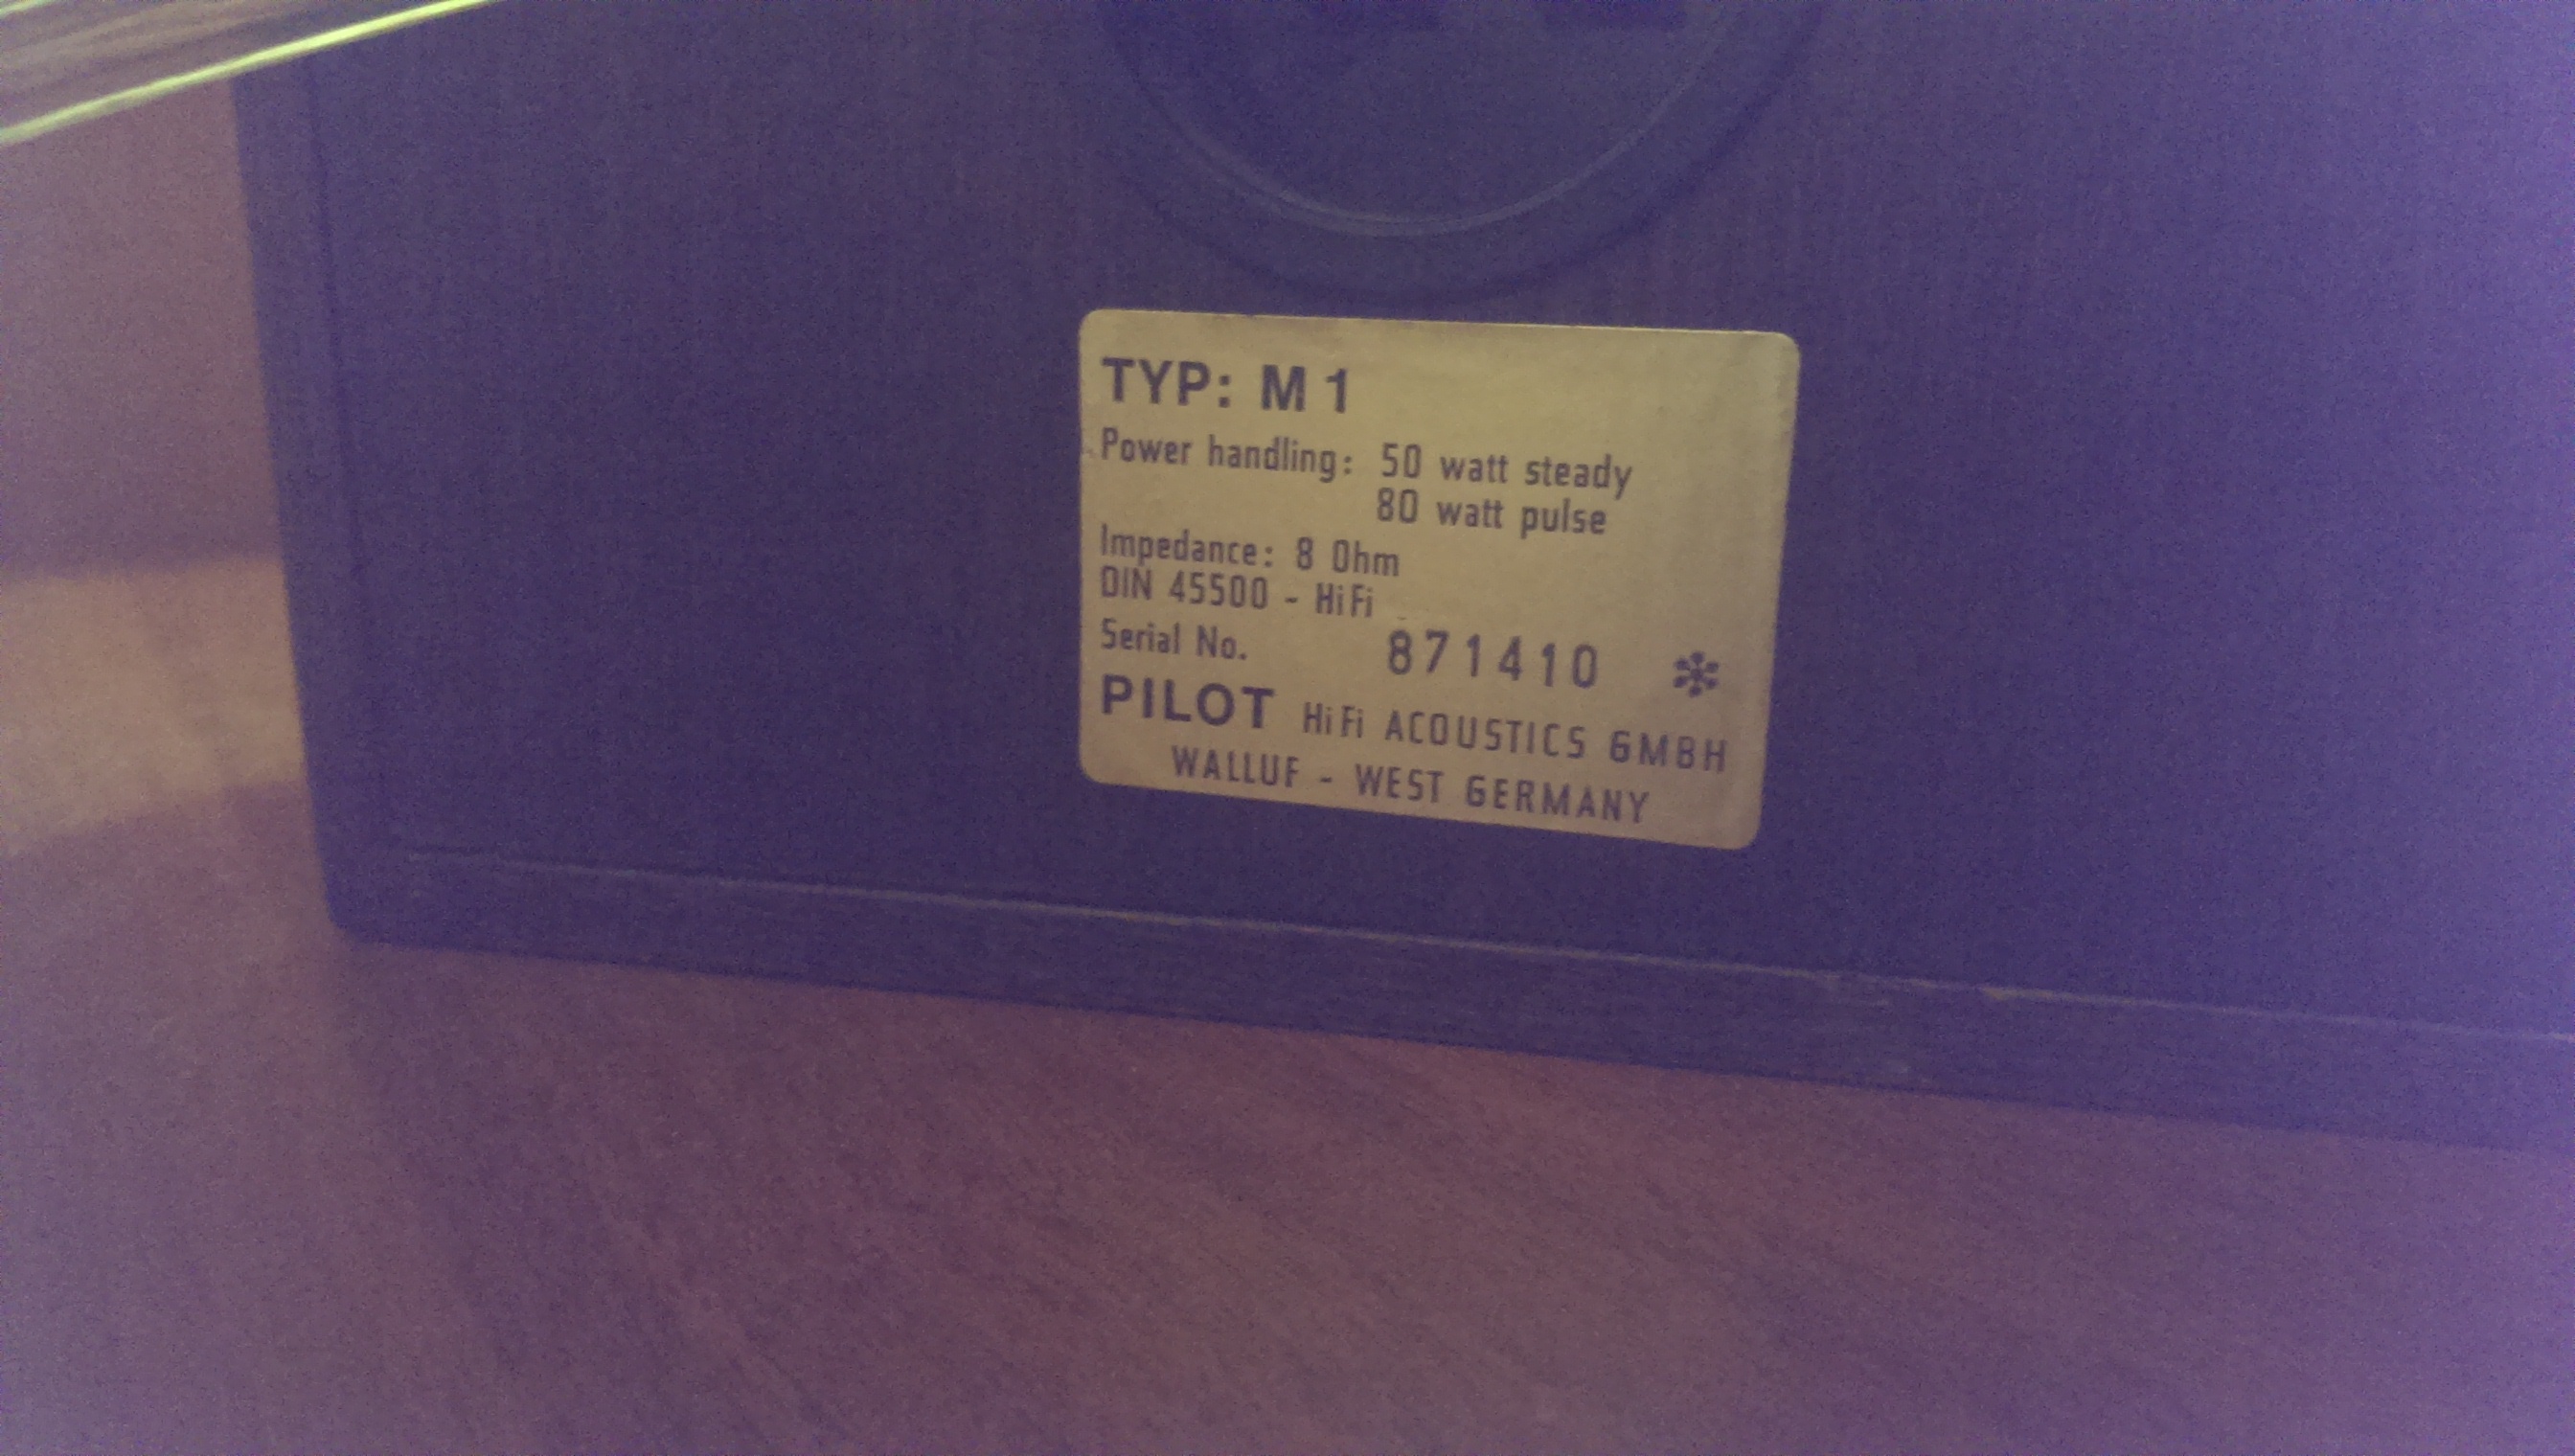 TYP: M 1
Power handling: 50 watt steady
80 watt pulse
Impedance: 8 Ohm
DIN 45500 - HiFi
Serial No. 871410 *
PILOT HiFi ACOUSTICS GMBH
WALLUF - WEST GERMANY